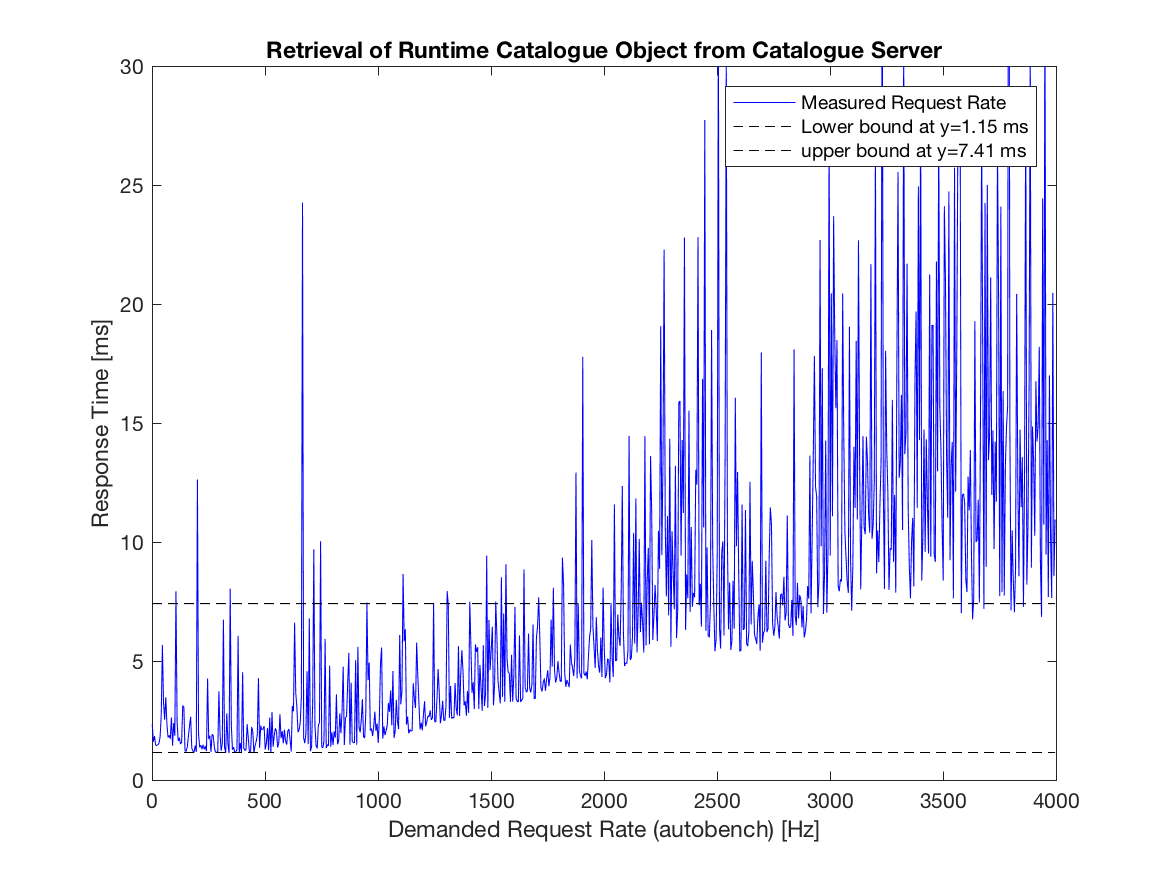 Retrieval of Runtime Catalogue Object from Catalogue Server
30
25
20
15
10
5
0
Response Time [ms]
Measured Request Rate
Lower bound at y=1.15 ms
upper bound at y=7.41 ms
0 500 1000 1500 2000 2500 3000 3500 4000
Demanded Request Rate (autobench) [Hz]